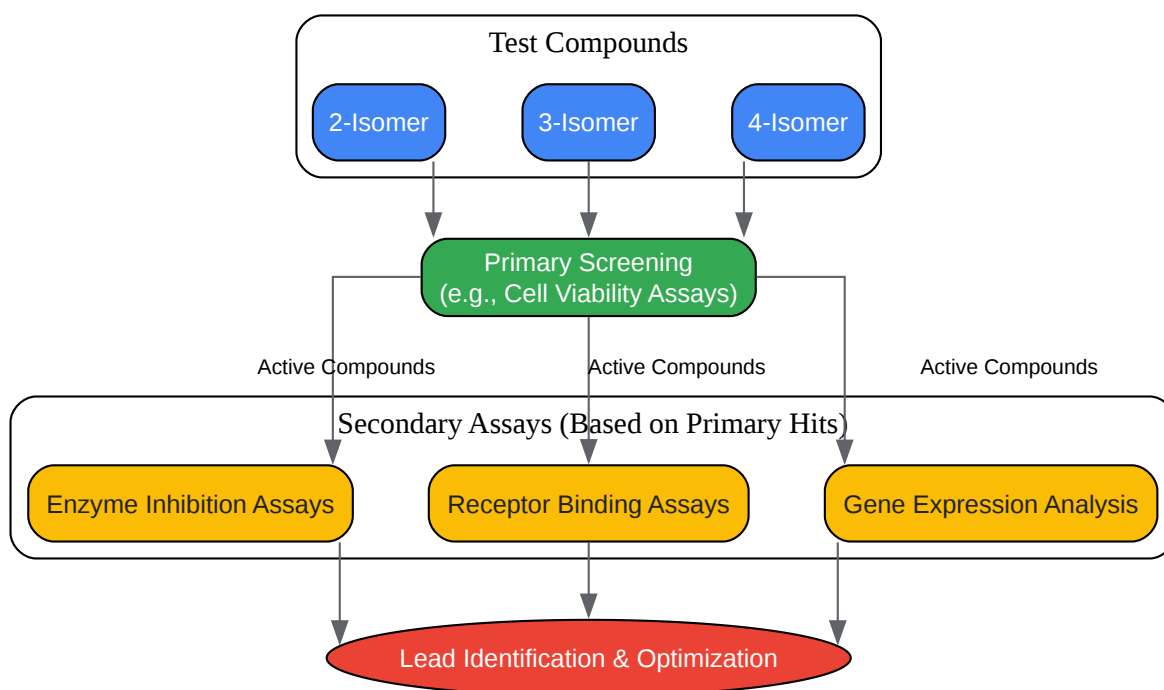 Test Compounds
2-Isomer
3-Isomer
4-Isomer
Primary Screening
(e.g., Cell Viability Assays)
Active Compounds
Active Compounds
Active Compounds
Secondary Assays (Based on Primary Hits)
Enzyme Inhibition Assays
Receptor Binding Assays
Gene Expression Analysis
Lead Identification & Optimization